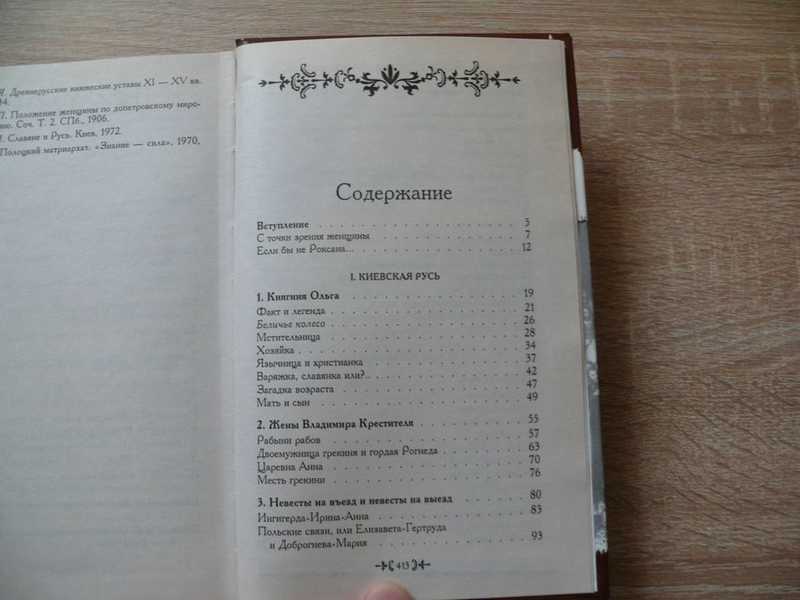 Древнерусские княжеские уставы XI — XV вв.
Положение женщины по допетровскому миро-
Соч. Т. 2. СПб., 1906.
Славяне и Русь. Киев, 1972.
Полоцкий матриархат. «Знание — сила», 1970,
Содержание
Вступление . . . . . . . . . . . . . . . 3
С точки зрения женщины . . . . . . . . . . 7
Если бы не Роксана... . . . . . . . . . . . 12
I. КИЕВСКАЯ РУСЬ
1. Княгиня Ольга . . . . . . . . . . . . . 19
Факт и легенда . . . . . . . . . . . . . 21
Беличье колесо . . . . . . . . . . . . . 26
Мстительница . . . . . . . . . . . . . 28
Хозяйка . . . . . . . . . . . . . . . 34
Язычница и христианка . . . . . . . . . . 37
Варяжка, славянка или?.. . . . . . . . . . 42
Загадка возраста . . . . . . . . . . . . 47
Мать и сын . . . . . . . . . . . . . . 49
2. Жены Владимира Крестителя . . . . . . . . 55
Рабыни рабов . . . . . . . . . . . . . 57
Двоемужница грекиня и гордая Рогнеда . . . . . 63
Царевна Анна . . . . . . . . . . . . . 70
Месть грекини . . . . . . . . . . . . . 76
3. Невесты на въезд и невесты на выезд . . . . . 80
Ингигерда-Ирина-Анна . . . . . . . . . . 83
Польские связи, или Елизавета-Гертруда
и Доброгнева-Мария . . . . . . . . . . . 93
413